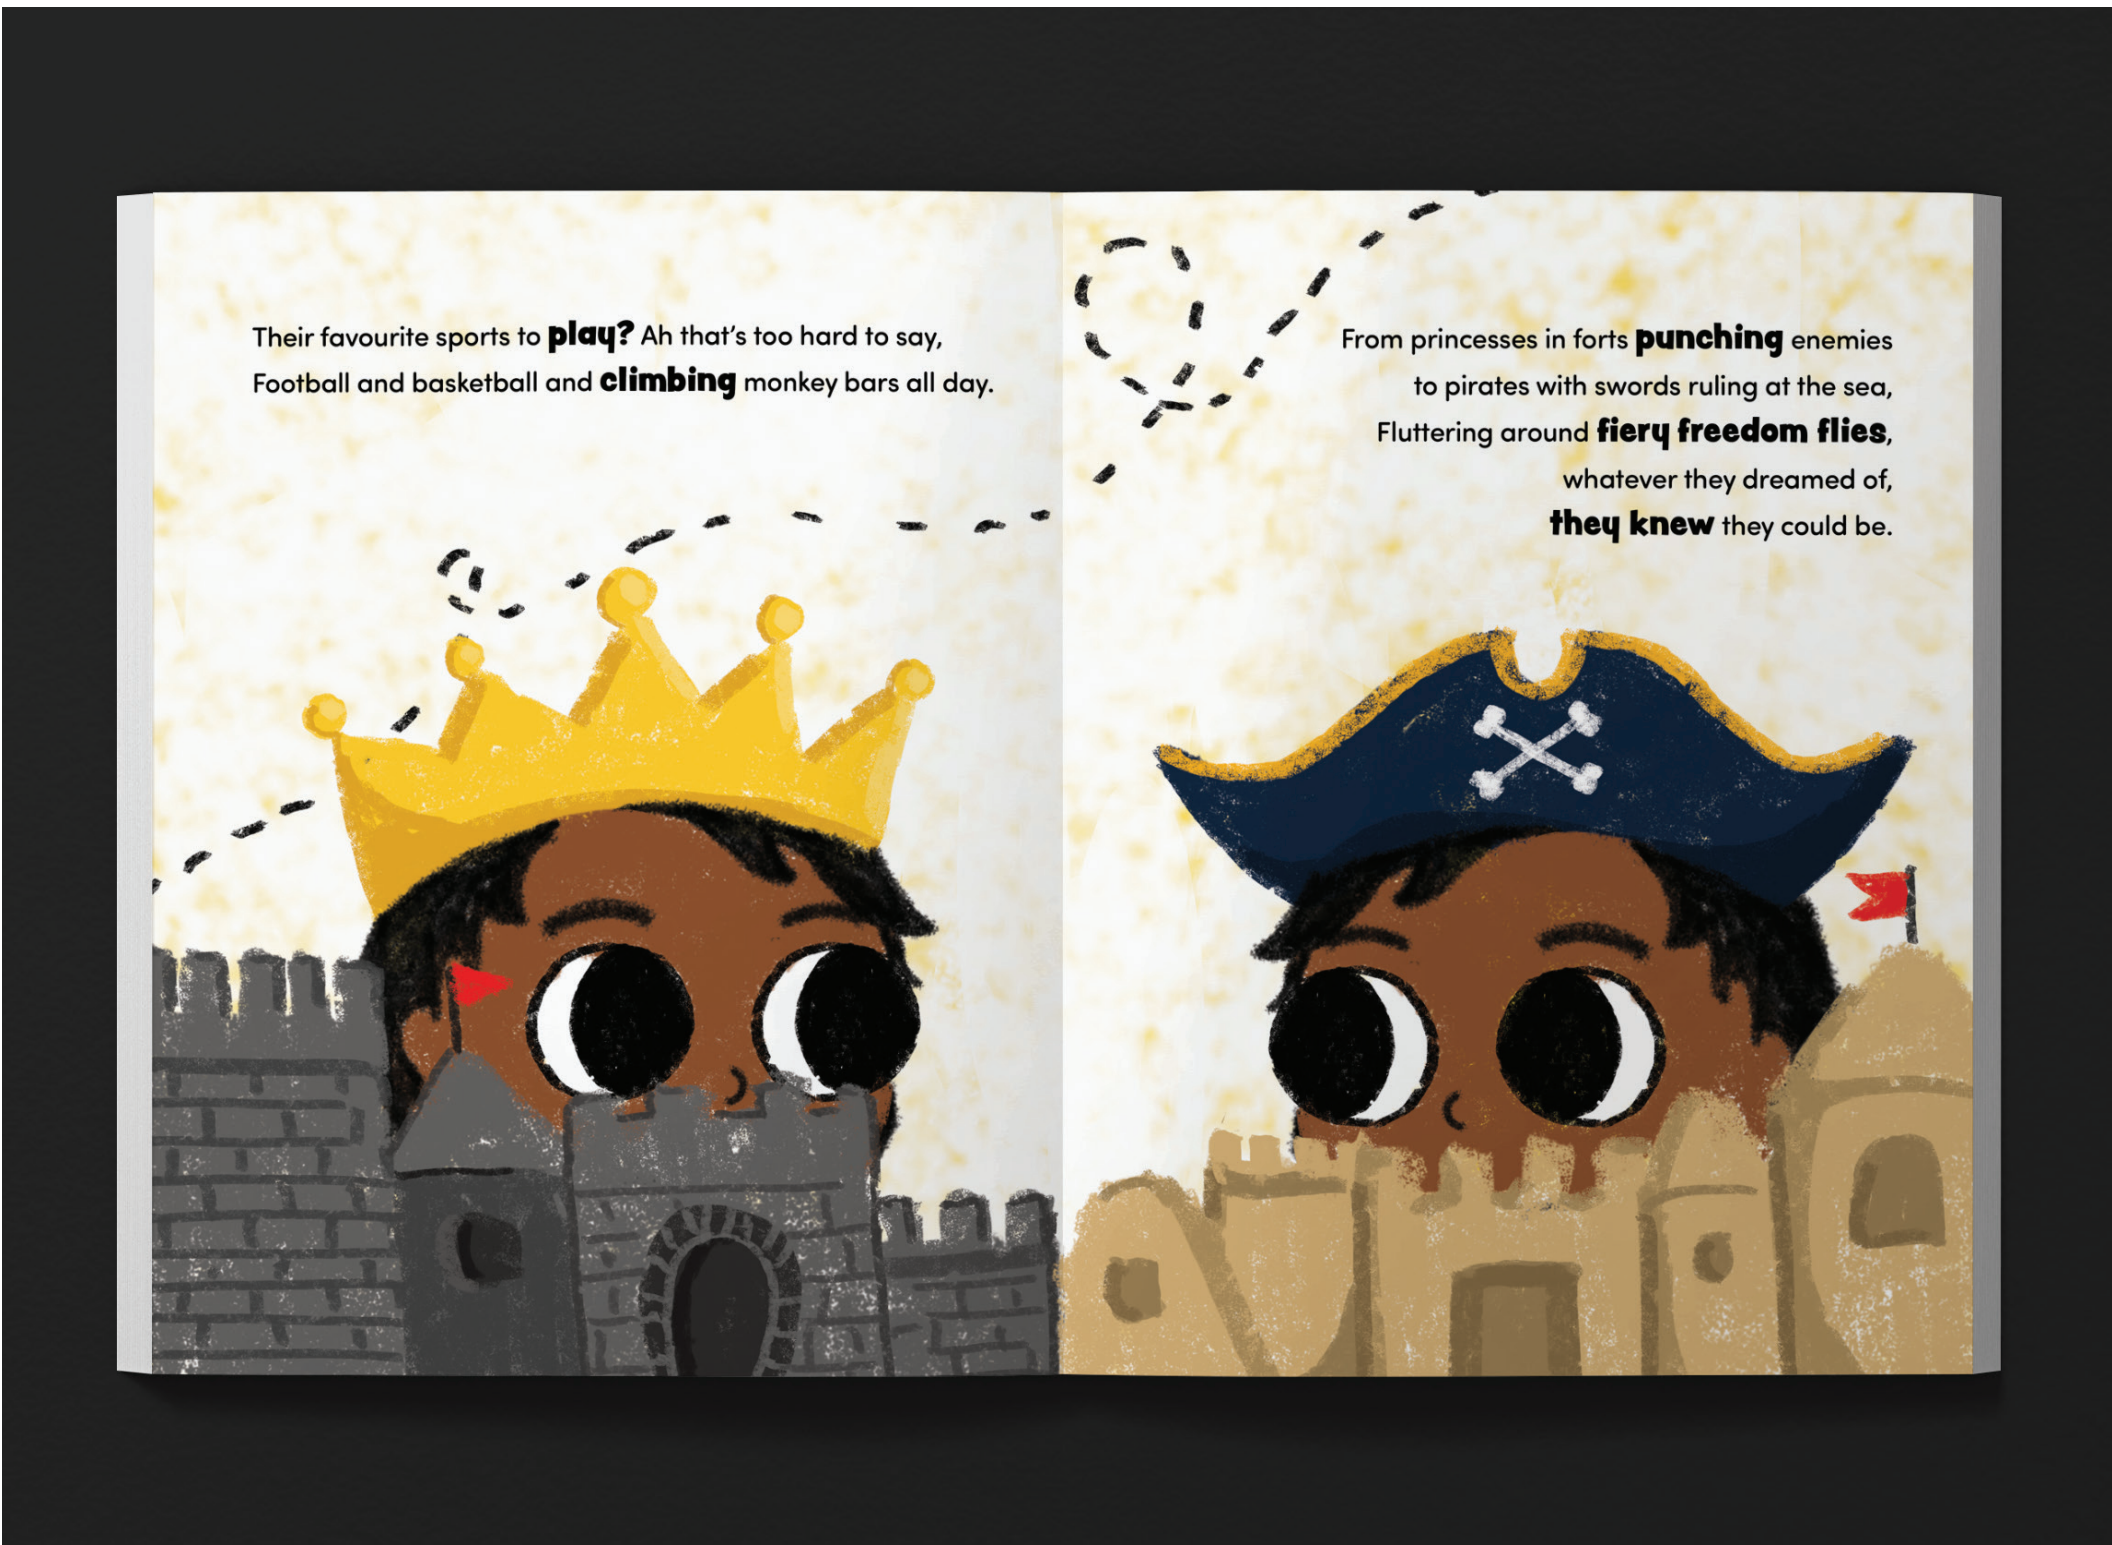 Their favourite sports to play? Ah that's too hard to say,
Football and basketball and climbing monkey bars all day.
From princesses in forts punching enemies
to pirates with swords ruling at the sea,
Fluttering around fiery freedom flies,
whatever they dreamed of,
they knew they could be.